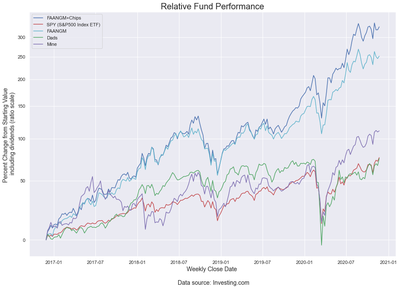 Relative Fund Performance
FAANGM+Chips
SPY (S&P500 Index ETF)
FAANGM
Dads
Mine
Percentage Change from Starting Value
including dividends (ratio scale)
300
250
200
150
100
50
0
2017-01
2017-07
2018-01
2018-07
2019-01
2019-07
2020-01
2020-07
2021-01
Weekly Close Date
Data source: Investing.com